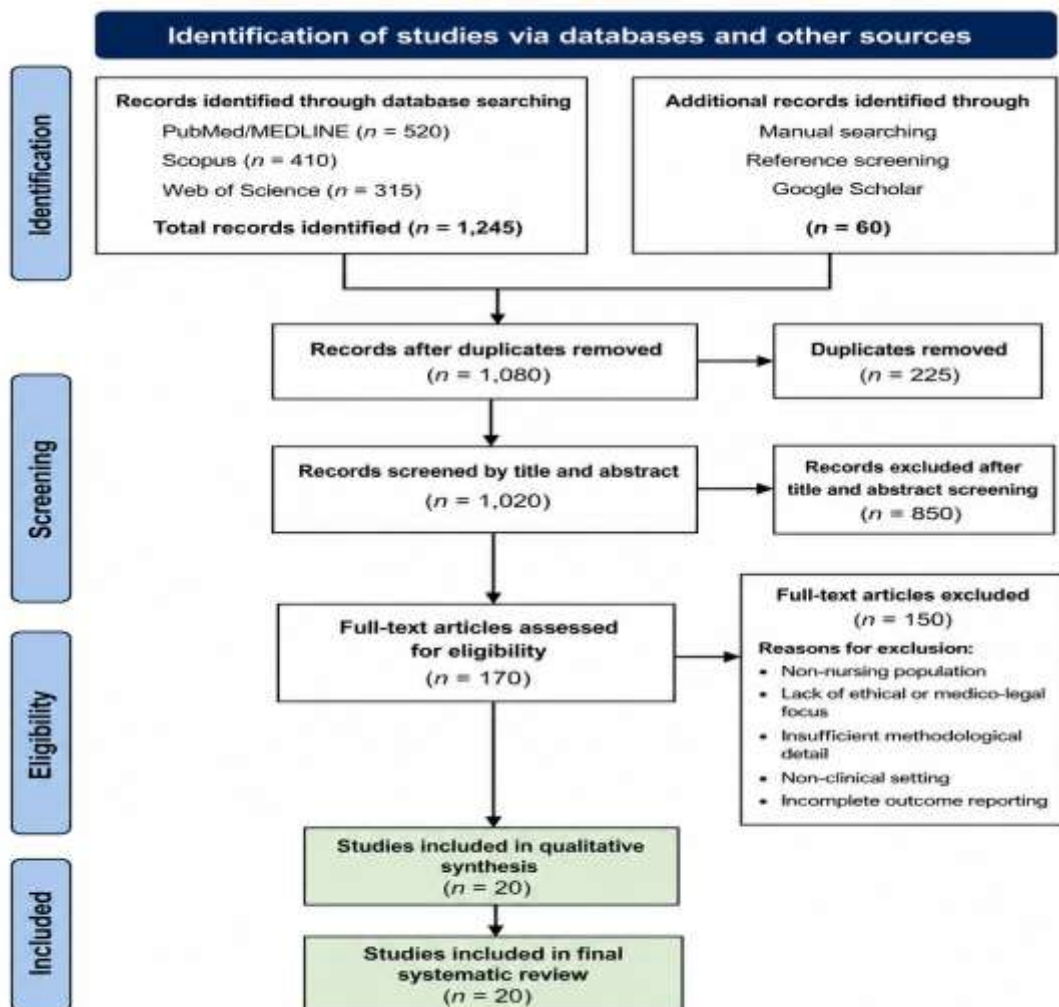 Identification of studies via databases and other sources
Identification
Records identified through database searching
PubMed/MEDLINE (n = 520)
Scopus (n = 410)
Web of Science (n = 315)
Total records identified (n = 1,245)
Additional records identified through
Manual searching
Reference screening
Google Scholar
(n = 60)
Screening
Records after duplicates removed
(n = 1,080)
Duplicates removed
(n = 225)
Records screened by title and abstract
(n = 1,020)
Records excluded after
title and abstract screening
(n = 850)
Eligibility
Full-text articles assessed
for eligibility
(n = 170)
Full-text articles excluded
(n = 150)
Reasons for exclusion:
• Non-nursing population
• Lack of ethical or medico-legal
focus
• Insufficient methodological
detail
• Non-clinical setting
• Incomplete outcome reporting
Included
Studies included in qualitative
synthesis
(n = 20)
Studies included in final
systematic review
(n = 20)